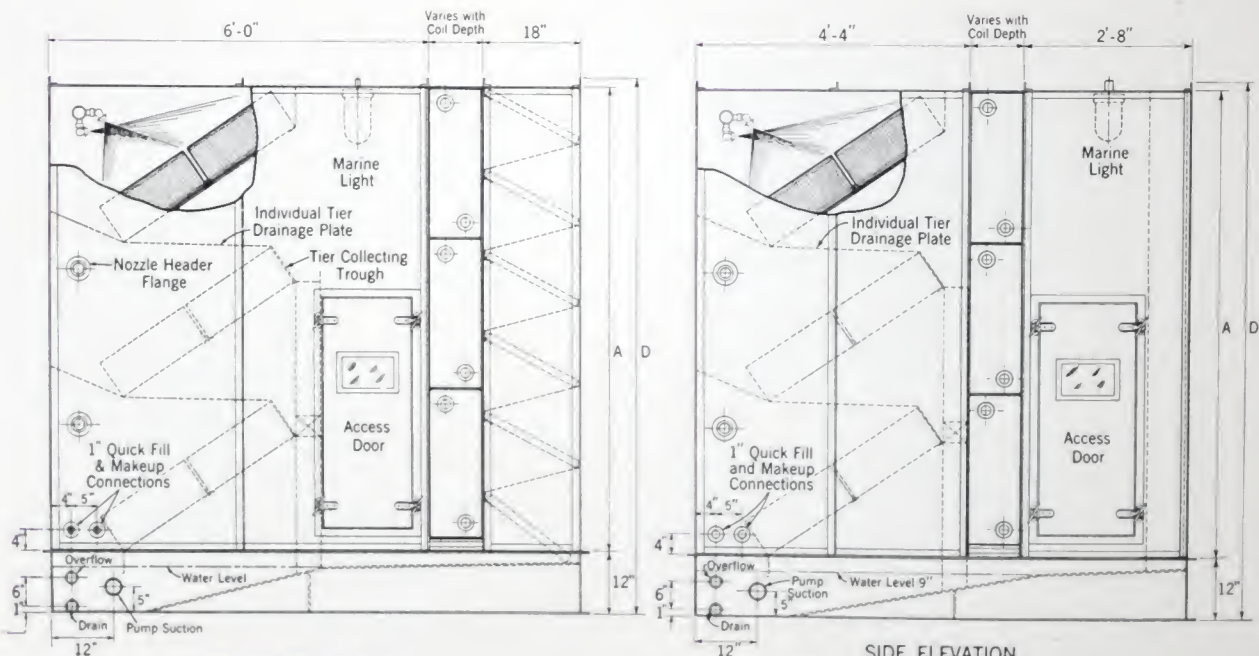 6'-0"
Varies with
Coil Depth
18"
Marine
Light
Individual Tier
Drainage Plate
Tier Collecting
Trough
Nozzle Header
Flange
Access
Door
1" Quick Fill
& Makeup
Connections
4" 5"
4"
A
D
Overflow
Water Level
6"
1"
5"
Drain
Pump Suction
12"
12"
4'-4"
Varies with
Coil Depth
2'-8"
Marine
Light
Individual Tier
Drainage Plate
Access
Door
1" Quick Fill
and Makeup
Connections
4" 5"
4"
A
D
Overflow
Pump
Suction
Water Level 9"
6"
1"
5"
Drain
12"
12"
SIDE ELEVATION